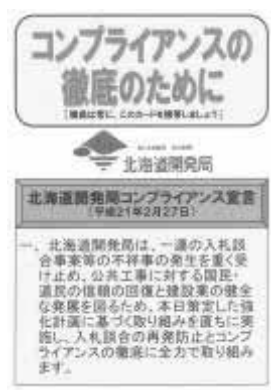 コンプライアンスの
徹底のために
[職員は常に、このカードを携帯しましょう]
北海道開発局
北海道開発局コンプライアンス宣言
(平成21年2月27日)
一、北海道開発局は、一連の入札談
合事案等の不祥事の発生を重く受
け止め、公共工事に対する国民・
道民の信頼の回復と建設業の健全
な発展を図るため、本日策定した強
化計画に基づく取り組みを直ちに実
施し、入札談合の再発防止とコンプ
ライアンスの徹底に全力で取り組み
ます。